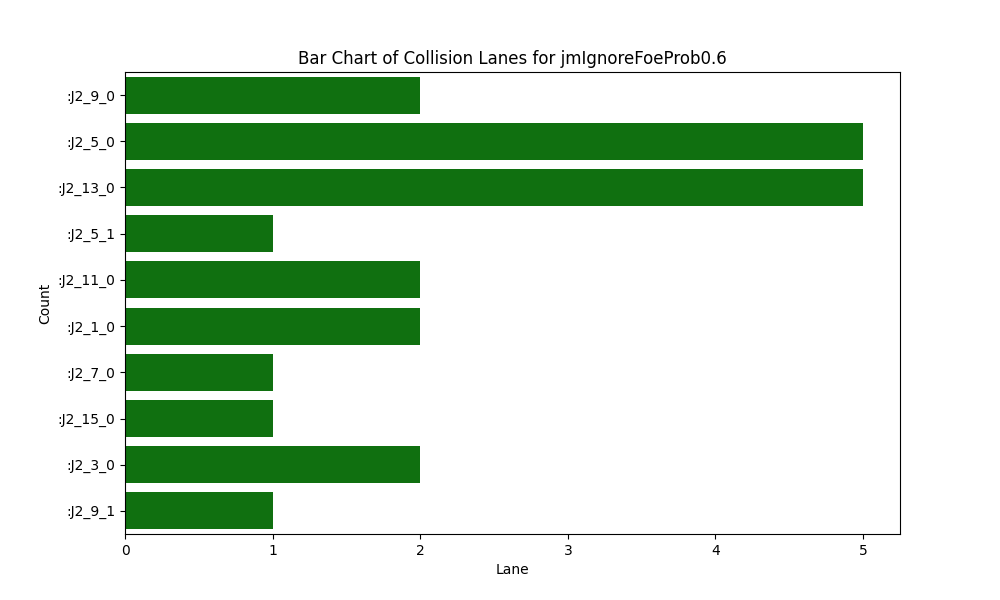 Bar Chart of Collision Lanes for jmIgnoreFoeProb0.6
:J2_9_0
:J2_5_0
:J2_13_0
:J2_5_1
:J2_11_0
:J2_1_0
:J2_7_0
:J2_15_0
:J2_3_0
:J2_9_1
Count
0 1 2 3 4 5
Lane